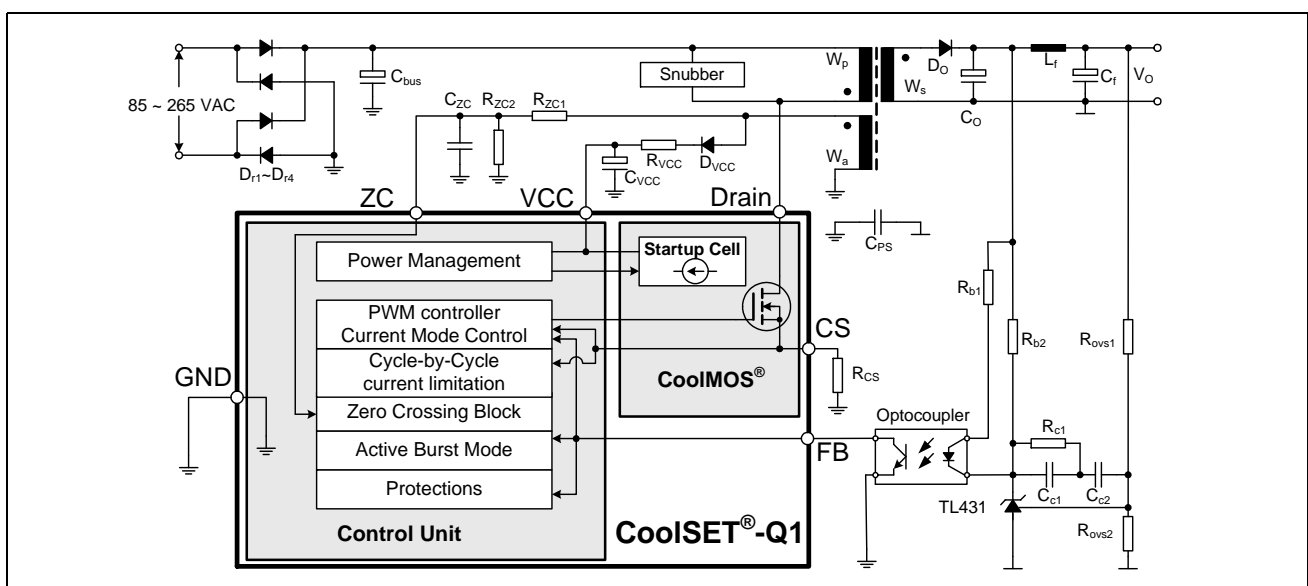 85 ~ 265 VAC
Dr1~Dr4
Cbus
Snubber
Wp
Ws
Wa
DO
CO
Lf
Cf
VO
CZC
RZC2
RZC1
RVCC
DVCC
CVCC
ZC
VCC
Drain
CPS
Power Management
Startup Cell
PWM controller
Current Mode Control
Cycle-by-Cycle
current limitation
Zero Crossing Block
Active Burst Mode
Protections
Control Unit
CoolMOS®
CoolSET®-Q1
GND
CS
RCS
FB
Optocoupler
Rb1
Rb2
Rovs1
Rc1
Cc1
Cc2
TL431
Rovs2